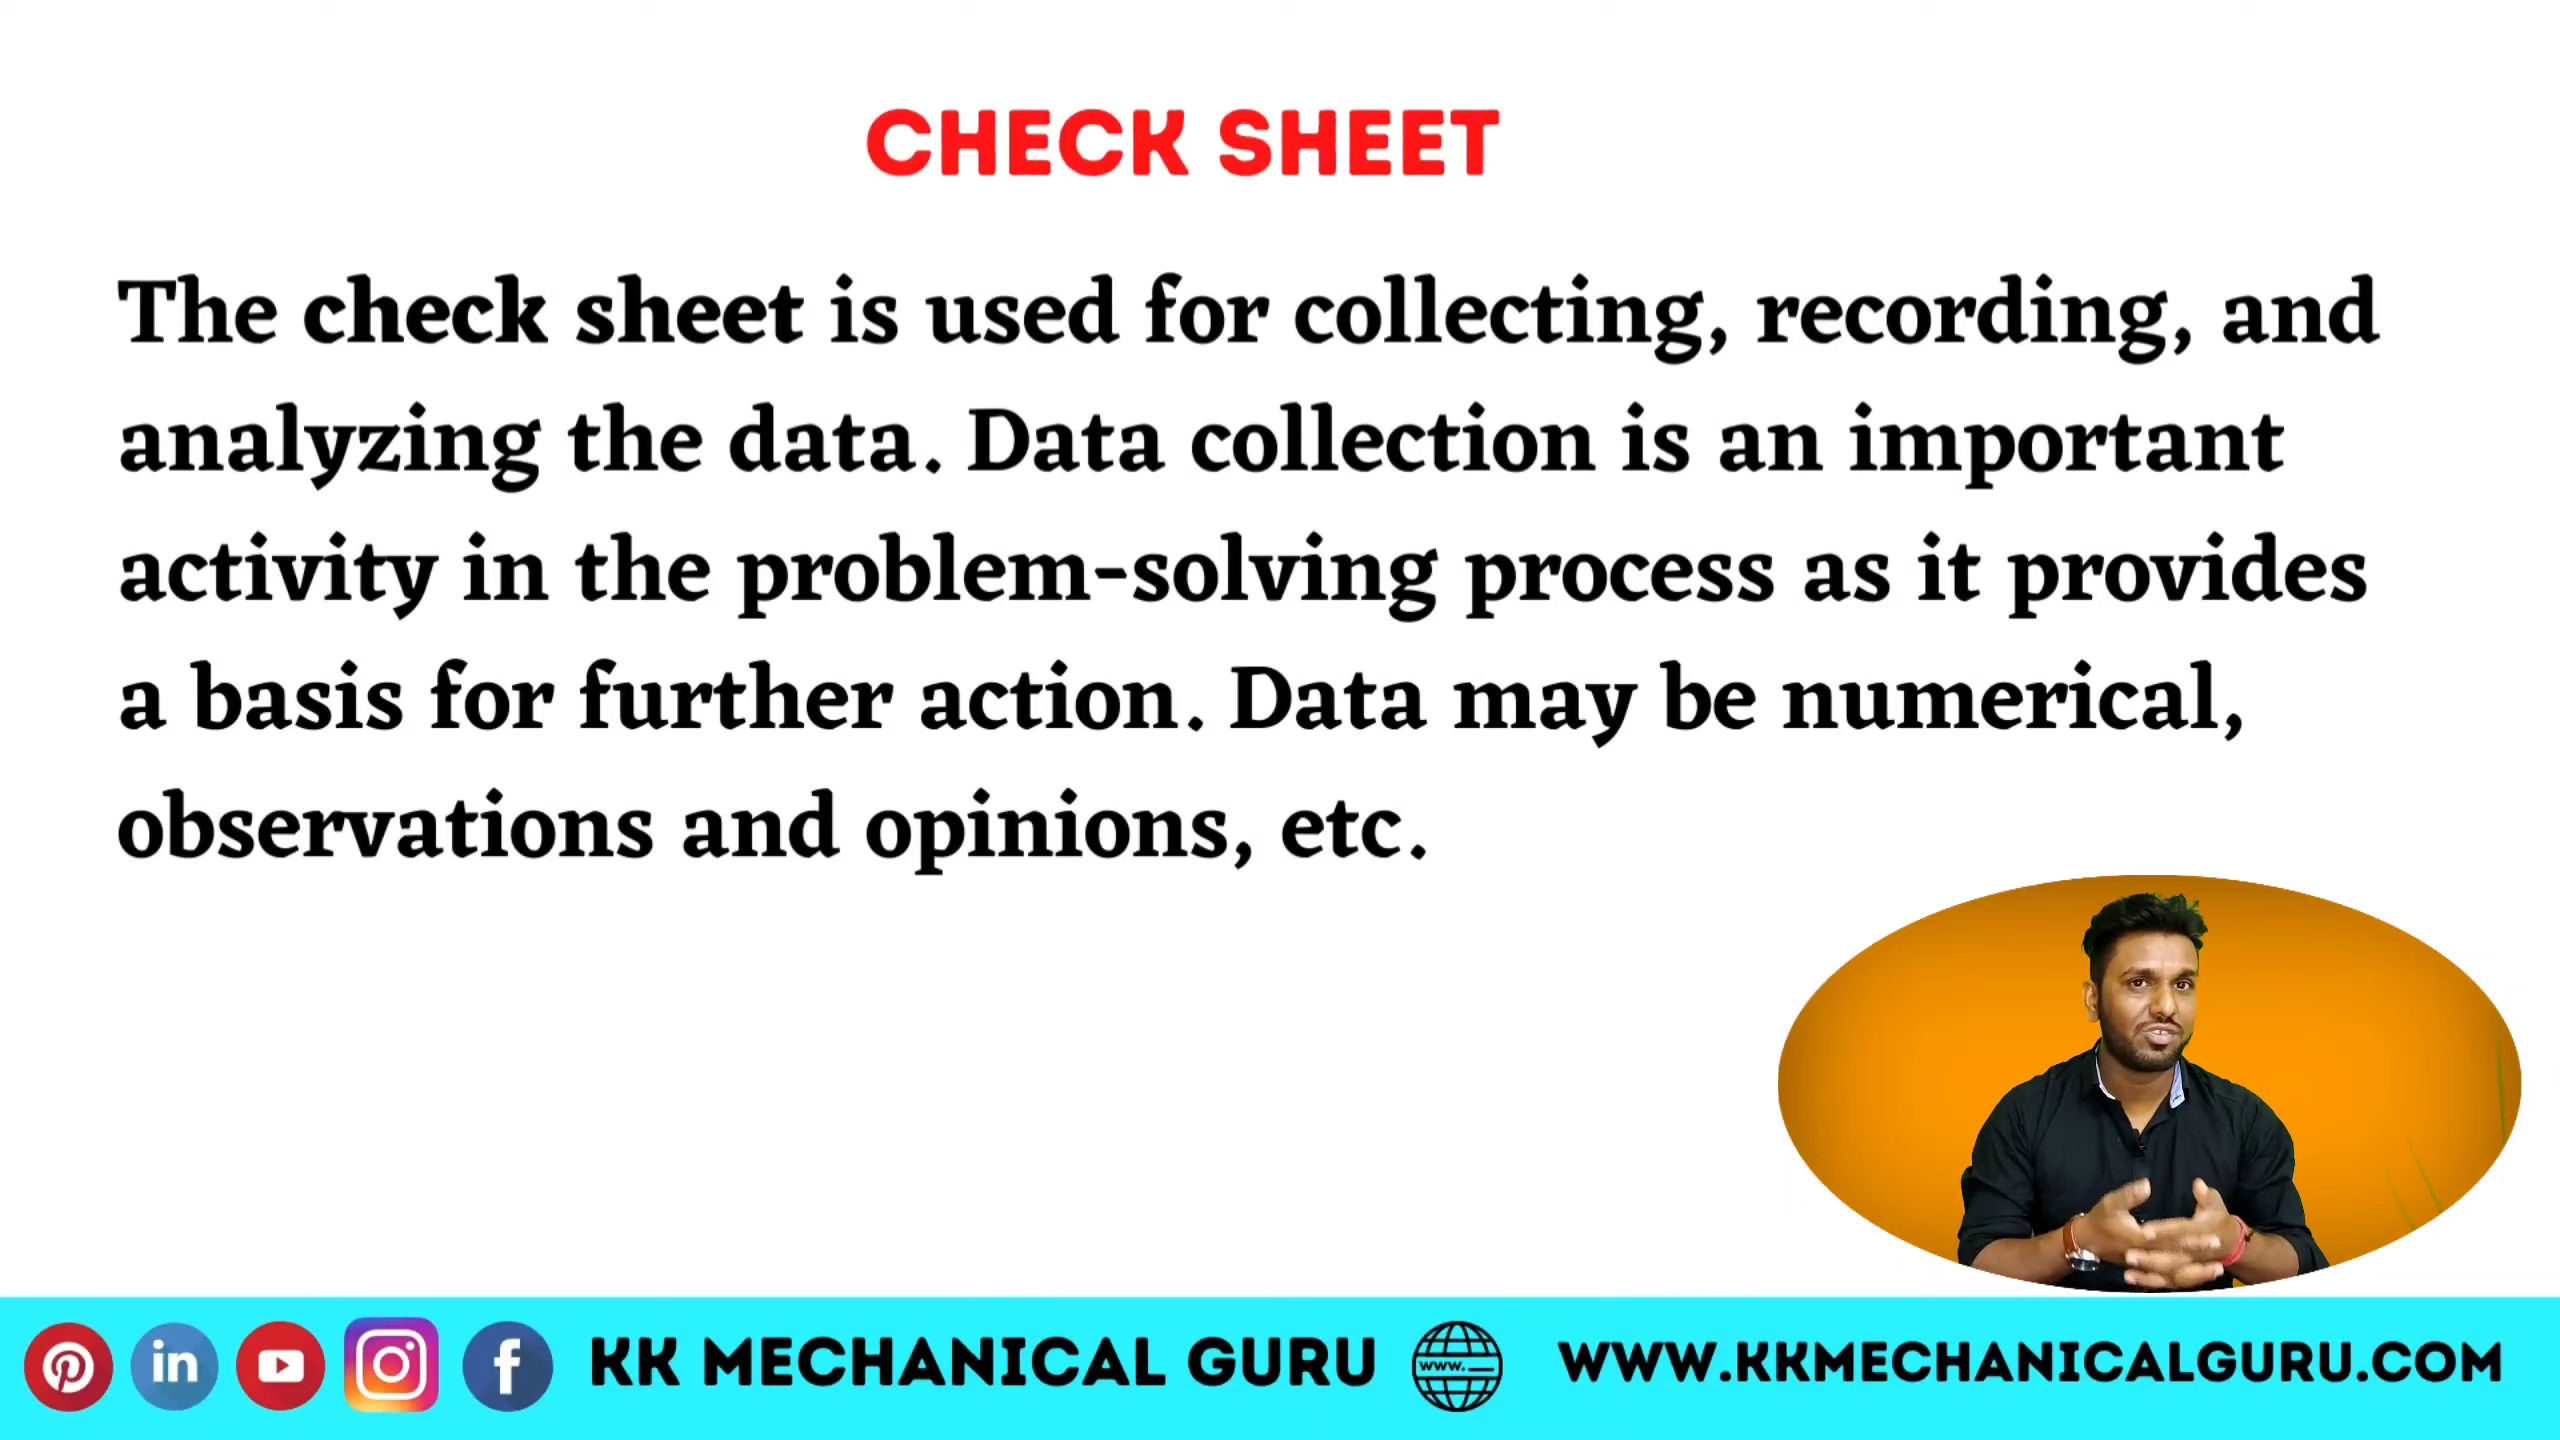 CHECK SHEET
The check sheet is used for collecting, recording, and
analyzing the data. Data collection is an important
activity in the problem-solving process as it provides
a basis for further action. Data may be numerical,
observations and opinions, etc.
in f KK MECHANICAL GURU www. WWW.KKMECHANICALGURU.COM